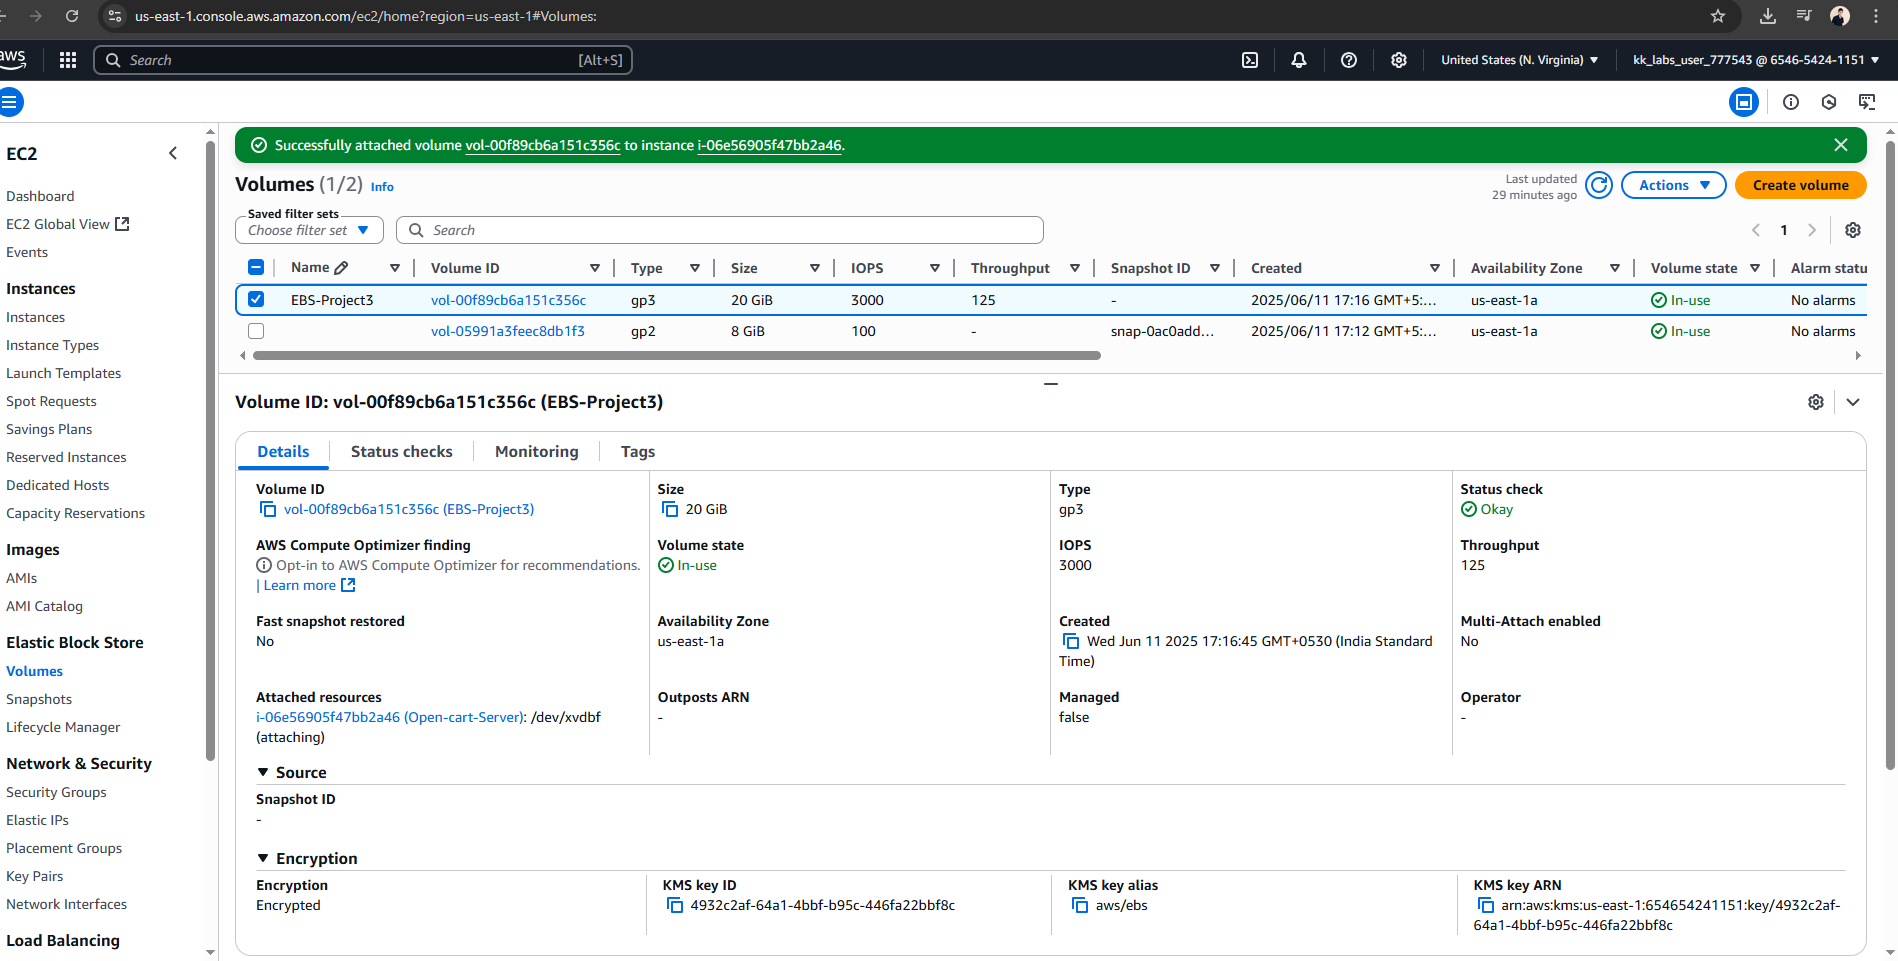 us-east-1.console.aws.amazon.com/ec2/home?region=us-east-1#Volumes:
aws
Search
[Alt+S]
United States (N. Virginia)
kk_labs_user_777543 @ 6546-5424-1151
EC2
Dashboard
EC2 Global View
Events
Instances
Instances
Instance Types
Launch Templates
Spot Requests
Savings Plans
Reserved Instances
Dedicated Hosts
Capacity Reservations
Images
AMIs
AMI Catalog
Elastic Block Store
Volumes
Snapshots
Lifecycle Manager
Network & Security
Security Groups
Elastic IPs
Placement Groups
Key Pairs
Network Interfaces
Load Balancing
Successfully attached volume vol-00f89cb6a151c356c to instance i-06e56905f47bb2a46.
Volumes (1/2) Info
Last updated
29 minutes ago
Actions
Create volume
Saved filter sets
Choose filter set
Search
1
Name Volume ID Type Size IOPS Throughput Snapshot ID Created Availability Zone Volume state Alarm statu
EBS-Project3 vol-00f89cb6a151c356c gp3 20 GiB 3000 125 - 2025/06/11 17:16 GMT+5:... us-east-1a In-use No alarms
vol-05991a3feec8db1f3 gp2 8 GiB 100 - snap-0ac0add... 2025/06/11 17:12 GMT+5:... us-east-1a In-use No alarms
Volume ID: vol-00f89cb6a151c356c (EBS-Project3)
Details Status checks Monitoring Tags
Volume ID
vol-00f89cb6a151c356c (EBS-Project3)
Size
20 GiB
Type
gp3
Status check
Okay
AWS Compute Optimizer finding
Opt-in to AWS Compute Optimizer for recommendations.
| Learn more
Volume state
In-use
IOPS
3000
Throughput
125
Fast snapshot restored
No
Availability Zone
us-east-1a
Created
Wed Jun 11 2025 17:16:45 GMT+0530 (India Standard
Time)
Multi-Attach enabled
No
Attached resources
i-06e56905f47bb2a46 (Open-cart-Server): /dev/xvdbf
(attaching)
Outposts ARN
-
Managed
false
Operator
-
Source
Snapshot ID
-
Encryption
Encryption
Encrypted
KMS key ID
4932c2af-64a1-4bbf-b95c-446fa22bbf8c
KMS key alias
aws/ebs
KMS key ARN
arn:aws:kms:us-east-1:654654241151:key/4932c2af-
64a1-4bbf-b95c-446fa22bbf8c